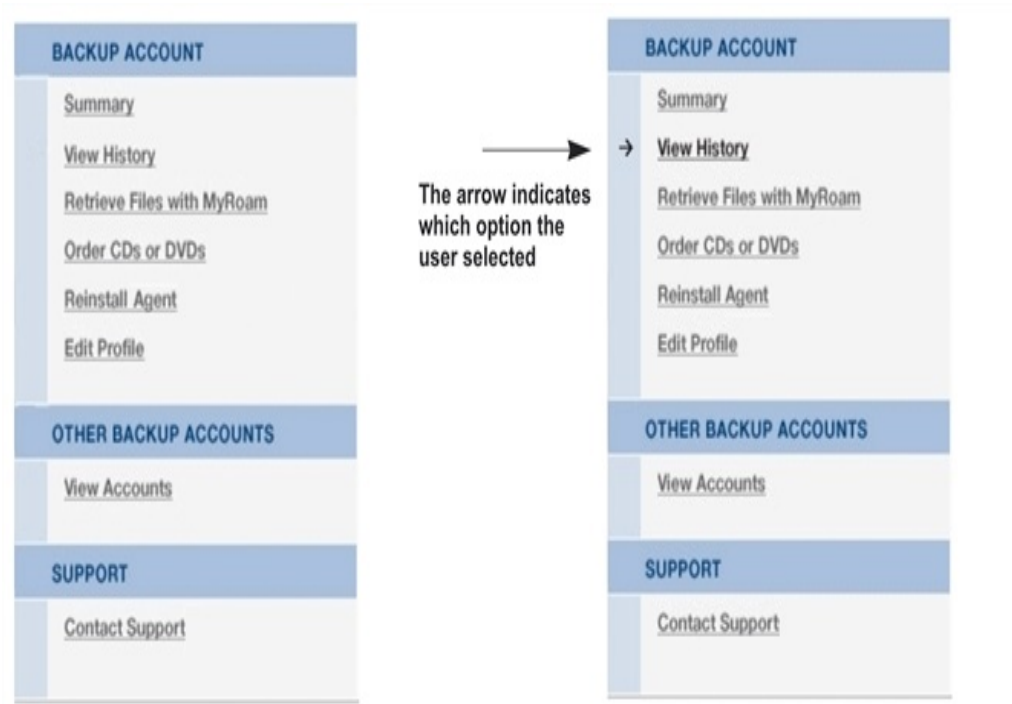 BACKUP ACCOUNT
Summary
View History
Retrieve Files with MyRoam
Order CDs or DVDs
Reinstall Agent
Edit Profile
OTHER BACKUP ACCOUNTS
View Accounts
SUPPORT
Contact Support
The arrow indicates
which option the
user selected
BACKUP ACCOUNT
Summary
→ View History
Retrieve Files with MyRoam
Order CDs or DVDs
Reinstall Agent
Edit Profile
OTHER BACKUP ACCOUNTS
View Accounts
SUPPORT
Contact Support